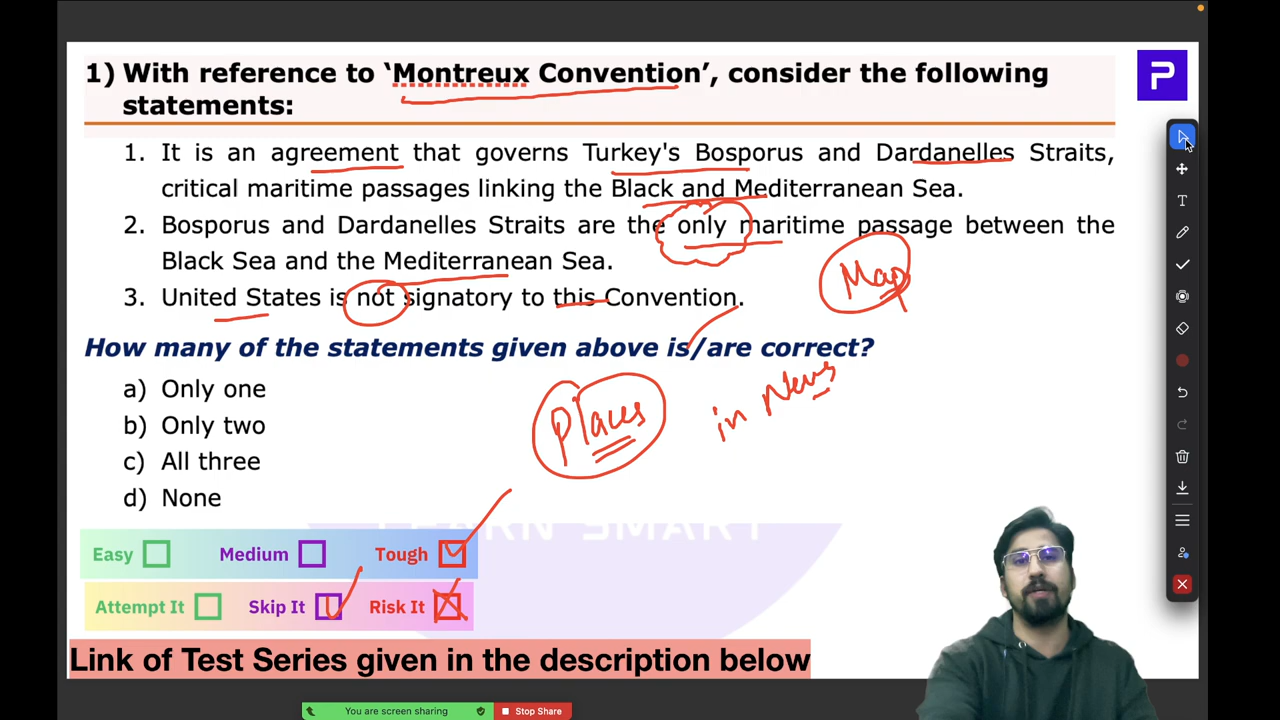 1) With reference to ‘Montreux Convention’, consider the following
statements:
1. It is an agreement that governs Turkey's Bosporus and Dardanelles Straits,
critical maritime passages linking the Black and Mediterranean Sea.
2. Bosporus and Dardanelles Straits are the only maritime passage between the
Black Sea and the Mediterranean Sea.
3. United States is not signatory to this Convention.
Map
How many of the statements given above is/are correct?
a) Only one
b) Only two
c) All three
d) None
Places in News
LEARN SMART
Easy Medium Tough
Attempt It Skip It Risk It
Link of Test Series given in the description below
You are screen sharing Stop Share